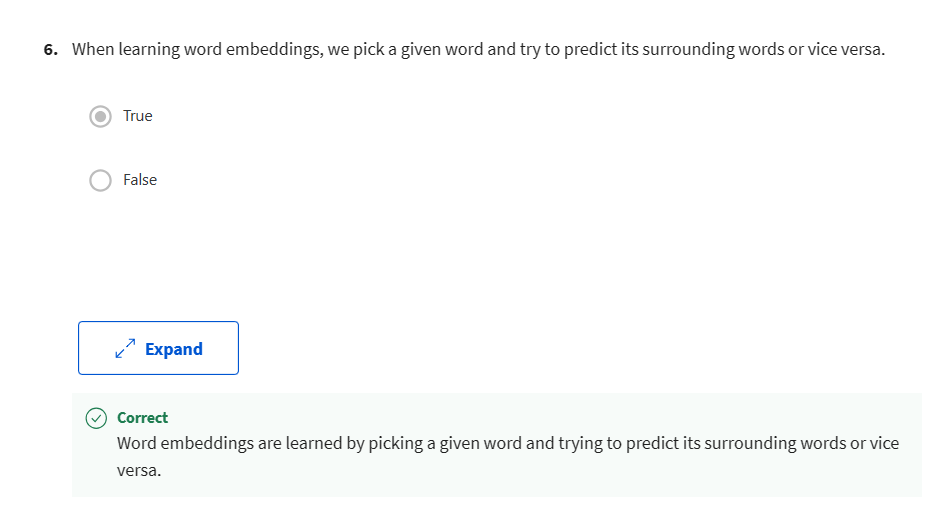 6. When learning word embeddings, we pick a given word and try to predict its surrounding words or vice versa.
True
False
Expand
Correct
Word embeddings are learned by picking a given word and trying to predict its surrounding words or vice
versa.